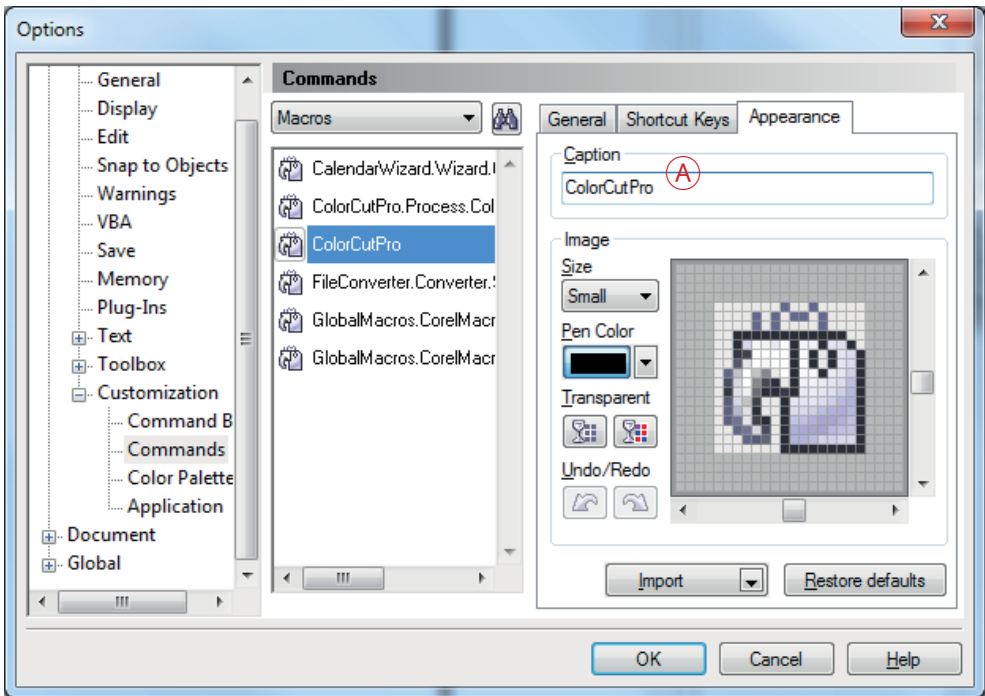 Options
General
Display
Edit
Snap to Objects
Warnings
VBA
Save
Memory
Plug-Ins
Text
Toolbox
Customization
Command B
Commands
Color Palette
Application
Document
Global
Commands
Macros
CalendarWizard.Wizard.
ColorCutPro.Process.Col
ColorCutPro
FileConverter.Converter.
GlobalMacros.CorelMacr
GlobalMacros.CorelMacr
General Shortcut Keys Appearance
Caption
A
ColorCutPro
Image
Size
Small
Pen Color
Transparent
Undo/Redo
Import Restore defaults
OK Cancel Help